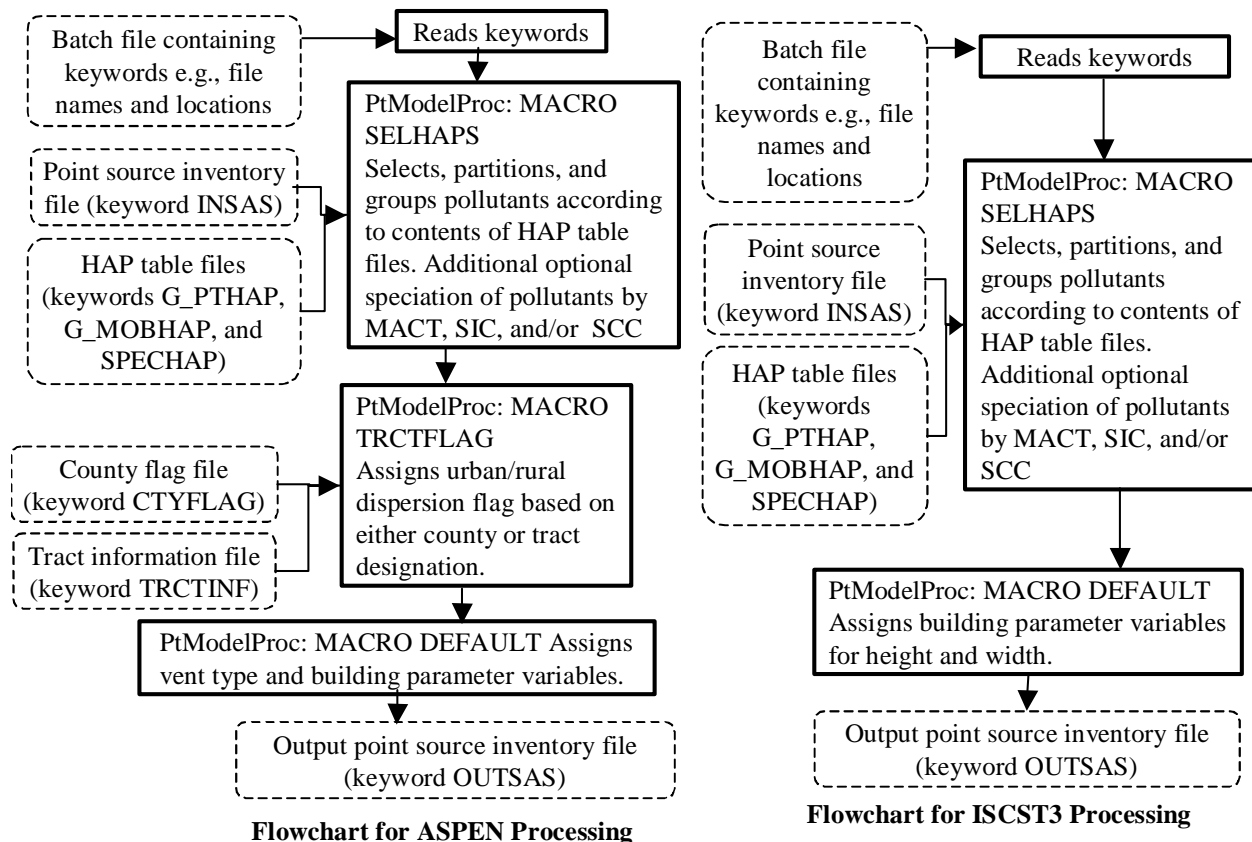 Batch file containing
keywords e.g., file
names and locations
Reads keywords
PtModelProc: MACRO
SELHAPS
Selects, partitions, and
groups pollutants according
to contents of HAP table
files. Additional optional
speciation of pollutants by
MACT, SIC, and/or SCC
Point source inventory
file (keyword INSAS)
HAP table files
(keywords G_PTHAP,
G_MOBHAP, and
SPECHAP)
PtModelProc: MACRO
TRCTFLAG
Assigns urban/rural
dispersion flag based on
either county or tract
designation.
County flag file
(keyword CTYFLAG)
Tract information file
(keyword TRCTINF)
PtModelProc: MACRO DEFAULT Assigns
vent type and building parameter variables.
Output point source inventory file
(keyword OUTSAS)
Flowchart for ASPEN Processing
Batch file
containing
keywords e.g., file
names and
locations
Reads keywords
PtModelProc: MACRO
SELHAPS
Selects, partitions, and
groups pollutants
according to contents of
HAP table files.
Additional optional
speciation of pollutants
by MACT, SIC, and/or
SCC
Point source
inventory file
(keyword INSAS)
HAP table files
(keywords
G_PTHAP,
G_MOBHAP, and
SPECHAP)
PtModelProc: MACRO DEFAULT
Assigns building parameter variables
for height and width.
Output point source inventory file
(keyword OUTSAS)
Flowchart for ISCST3 Processing